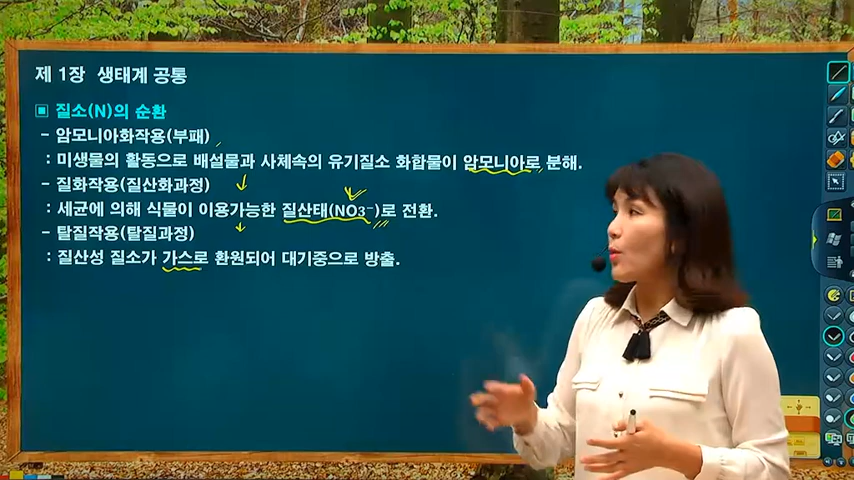 제 1장 생태계 공통
▣ 질소(N)의 순환
- 암모니아화작용(부패)
: 미생물의 활동으로 배설물과 사체속의 유기질소 화합물이 암모니아로 분해.
- 질화작용(질산화과정)
: 세균에 의해 식물이 이용가능한 질산태(NO₃⁻)로 전환.
- 탈질작용(탈질과정)
: 질산성 질소가 가스로 환원되어 대기중으로 방출.